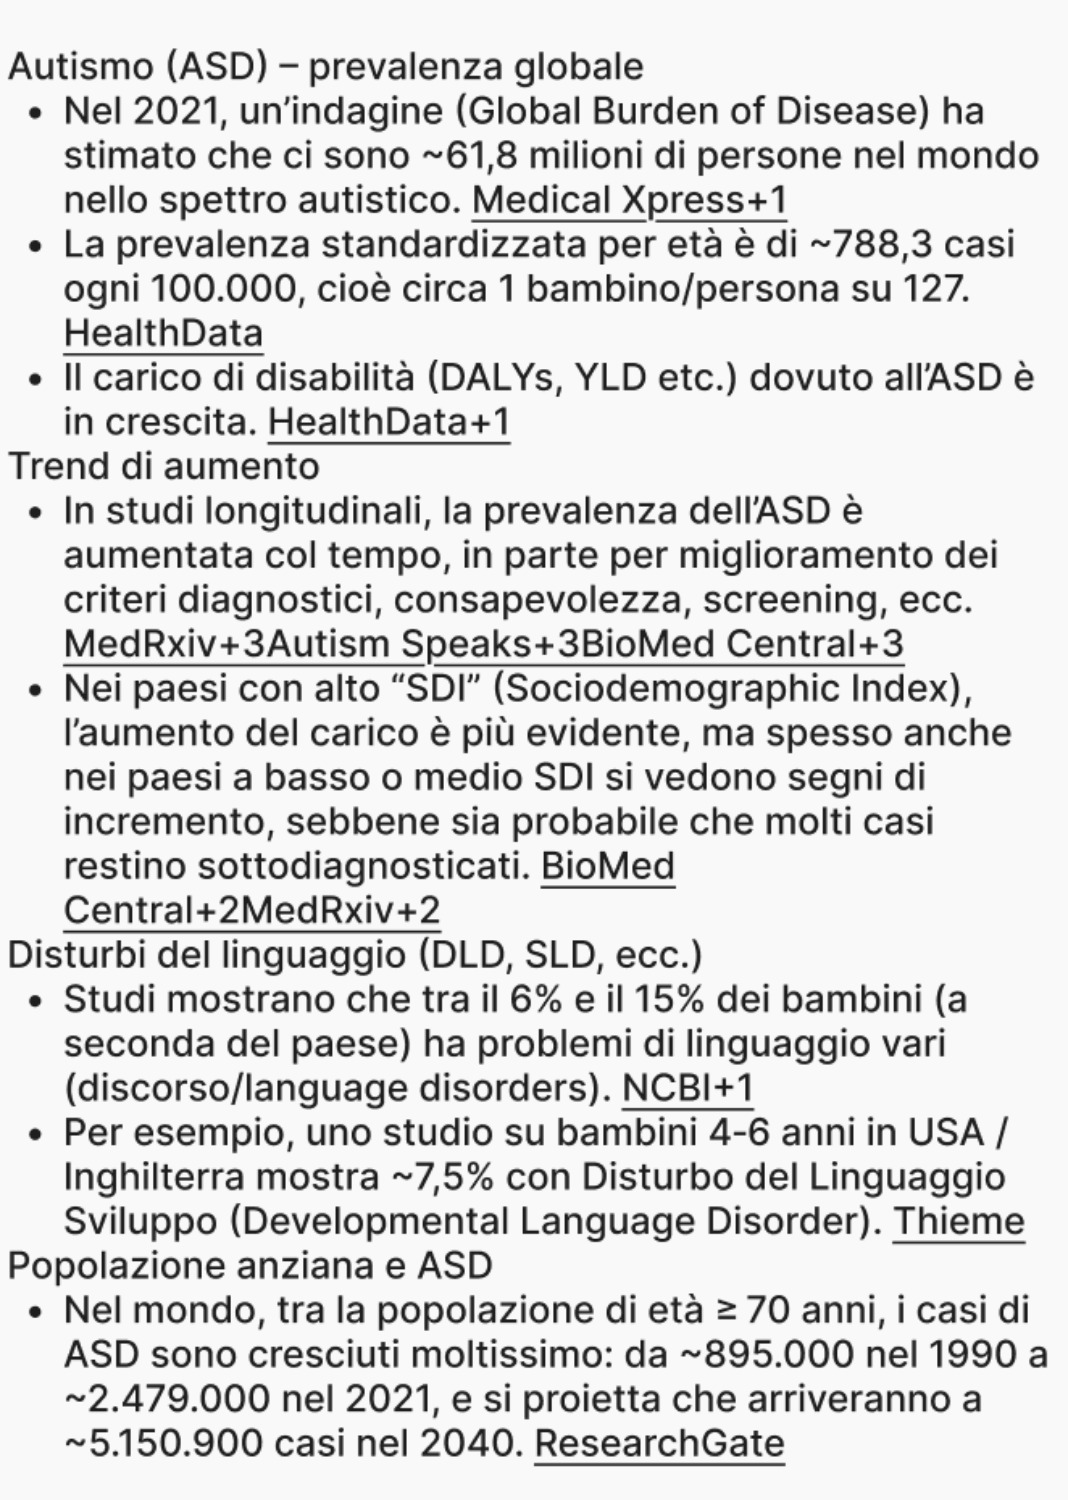 Autismo (ASD) – prevalenza globale
• Nel 2021, un’indagine (Global Burden of Disease) ha
stimato che ci sono ~61,8 milioni di persone nel mondo
nello spettro autistico. Medical Xpress+1
• La prevalenza standardizzata per età è di ~788,3 casi
ogni 100.000, cioè circa 1 bambino/persona su 127.
HealthData
• Il carico di disabilità (DALYs, YLD etc.) dovuto all’ASD è
in crescita. HealthData+1
Trend di aumento
• In studi longitudinali, la prevalenza dell’ASD è
aumentata col tempo, in parte per miglioramento dei
criteri diagnostici, consapevolezza, screening, ecc.
MedRxiv+3Autism Speaks+3BioMed Central+3
• Nei paesi con alto “SDI” (Sociodemographic Index),
l’aumento del carico è più evidente, ma spesso anche
nei paesi a basso o medio SDI si vedono segni di
incremento, sebbene sia probabile che molti casi
restino sottodiagnosticati. BioMed
Central+2MedRxiv+2
Disturbi del linguaggio (DLD, SLD, ecc.)
• Studi mostrano che tra il 6% e il 15% dei bambini (a
seconda del paese) ha problemi di linguaggio vari
(discorso/language disorders). NCBI+1
• Per esempio, uno studio su bambini 4-6 anni in USA /
Inghilterra mostra ~7,5% con Disturbo del Linguaggio
Sviluppo (Developmental Language Disorder). Thieme
Popolazione anziana e ASD
• Nel mondo, tra la popolazione di età ≥ 70 anni, i casi di
ASD sono cresciuti moltissimo: da ~895.000 nel 1990 a
~2.479.000 nel 2021, e si proietta che arriveranno a
~5.150.900 casi nel 2040. ResearchGate